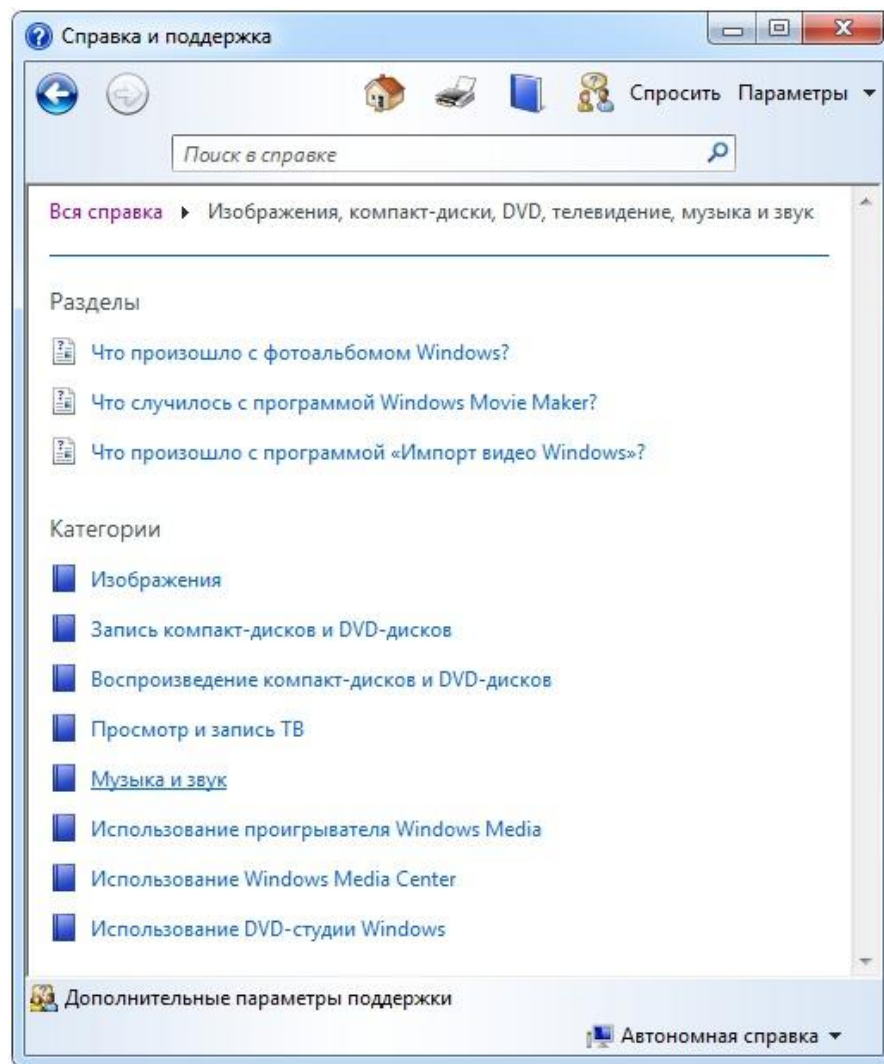 Справка и поддержка
Спросить Параметры
Поиск в справке
Вся справка Изображения, компакт-диски, DVD, телевидение, музыка и звук
Разделы
Что произошло с фотоальбомом Windows?
Что случилось с программой Windows Movie Maker?
Что произошло с программой «Импорт видео Windows»?
Категории
Изображения
Запись компакт-дисков и DVD-дисков
Воспроизведение компакт-дисков и DVD-дисков
Просмотр и запись ТВ
Музыка и звук
Использование проигрывателя Windows Media
Использование Windows Media Center
Использование DVD-студии Windows
Дополнительные параметры поддержки
Автономная справка